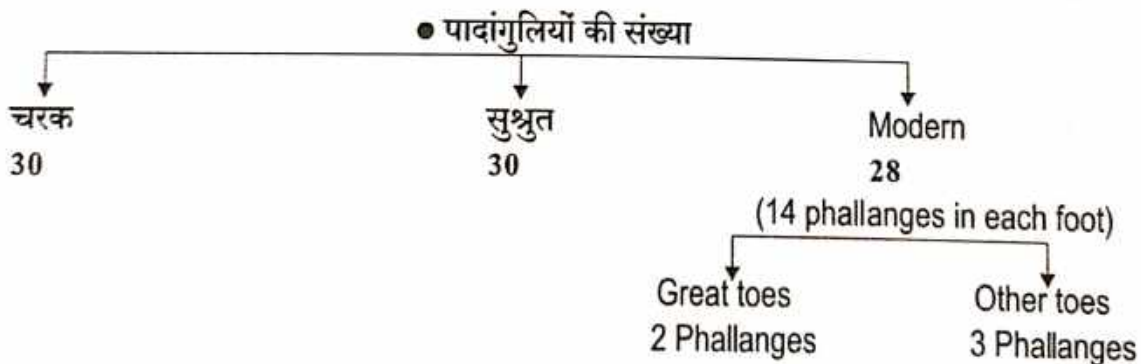 ● पादांगुलियों की संख्या
चरक सुश्रुत Modern
30 30 28
(14 phallanges in each foot)
Great toes Other toes
2 Phallanges 3 Phallanges